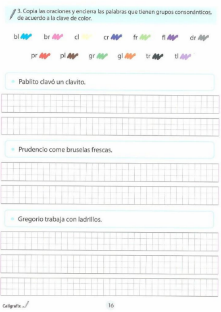 3. Copia las oraciones y encierra las palabras que tienen grupos consonánticos,
de acuerdo a la clave de color.
bl br cl cr fr fl dr
pr pl gr gl tr tl
Pablito clavó un clavito.
Prudencio come bruselas frescas.
Gregorio trabaja con ladrillos.
Caligrafía 16